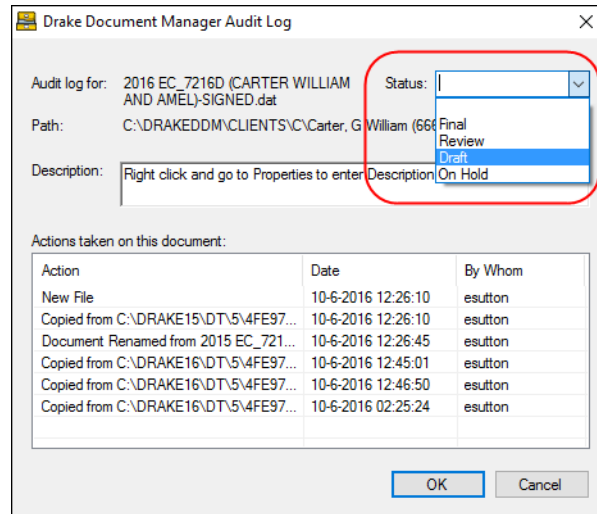 Drake Document Manager Audit Log
Audit log for: 2016 EC_7216D (CARTER WILLIAM Status:
AND AMEL)-SIGNED.dat
Path: C:\DRAKEDDM\CLIENTS\C\Carter, G William (666
Final
Review
Draft
On Hold
Description: Right click and go to Properties to enter Description
Actions taken on this document:
Action Date By Whom
New File 10-6-2016 12:26:10 esutton
Copied from C:\DRAKE15\DT\5\4FE97... 10-6-2016 12:26:10 esutton
Document Renamed from 2015 EC_721... 10-6-2016 12:26:45 esutton
Copied from C:\DRAKE16\DT\5\4FE97... 10-6-2016 12:45:01 esutton
Copied from C:\DRAKE16\DT\5\4FE97... 10-6-2016 12:46:50 esutton
Copied from C:\DRAKE16\DT\5\4FE97... 10-6-2016 02:25:24 esutton
OK Cancel